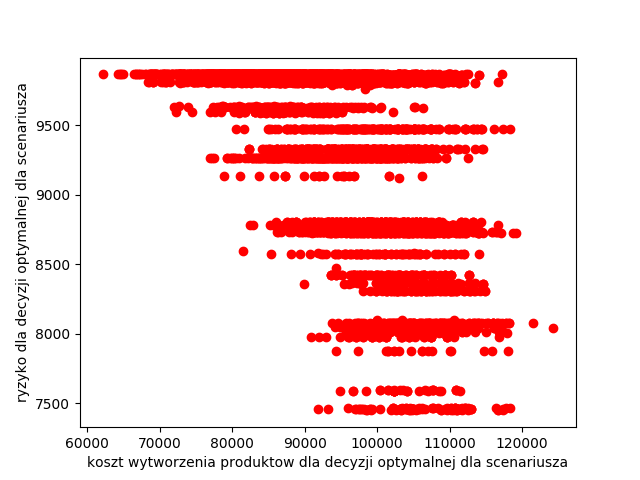 ryzyko dla decyzji optymalnej dla scenariusza
9500
9000
8500
8000
7500
60000 70000 80000 90000 100000 110000 120000
koszt wytworzenia produktow dla decyzji optymalnej dla scenariusza